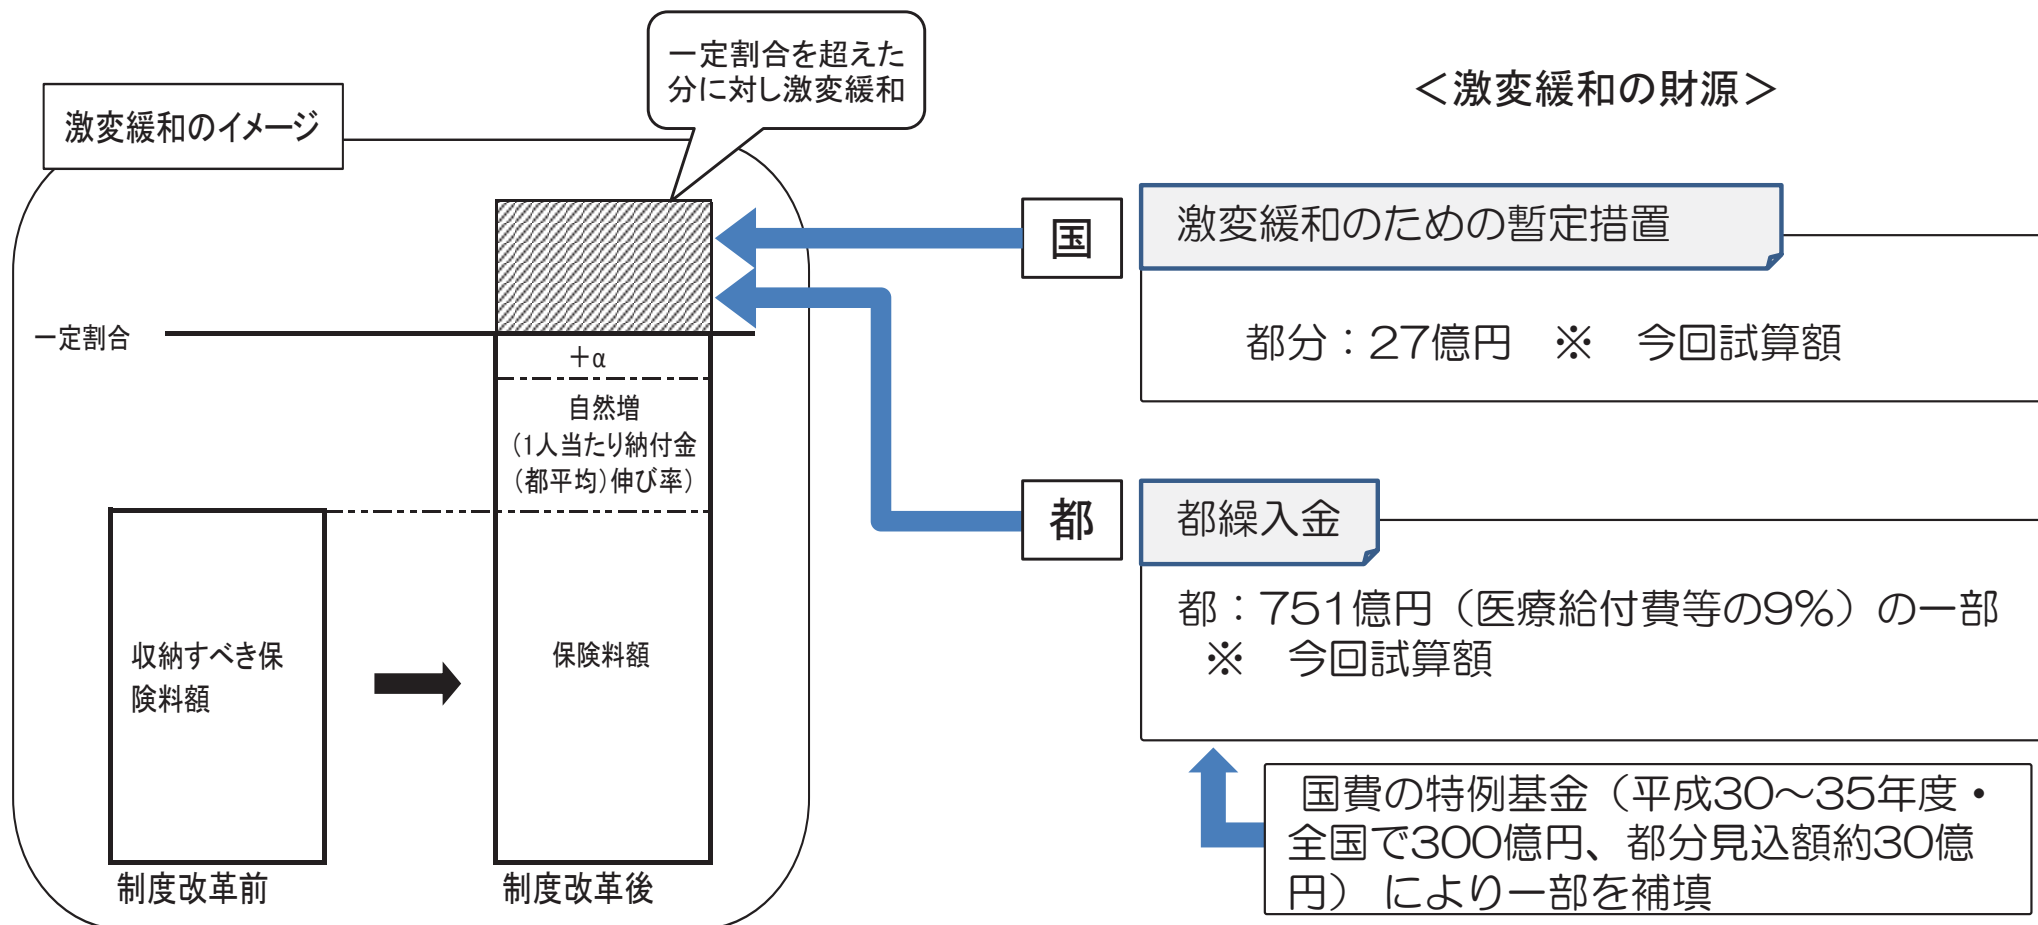 一定割合を超えた
分に対し激変緩和
激変緩和のイメージ
一定割合
＋α
自然増
(1人当たり納付金
(都平均)伸び率)
収納すべき保
険料額
保険料額
制度改革前
制度改革後
＜激変緩和の財源＞
国
激変緩和のための暫定措置
都分：27億円　※　今回試算額
都
都繰入金
都：751億円（医療給付費等の9%）の一部
※　今回試算額
国費の特例基金（平成30～35年度・
全国で300億円、都分見込額約30億
円） により一部を補填